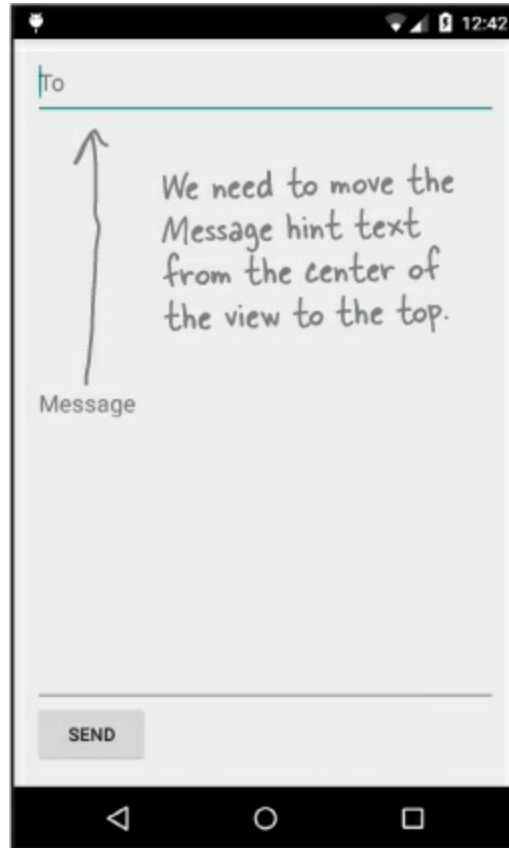 12:42
To
We need to move the
Message hint text
from the center of
the view to the top.
Message
SEND